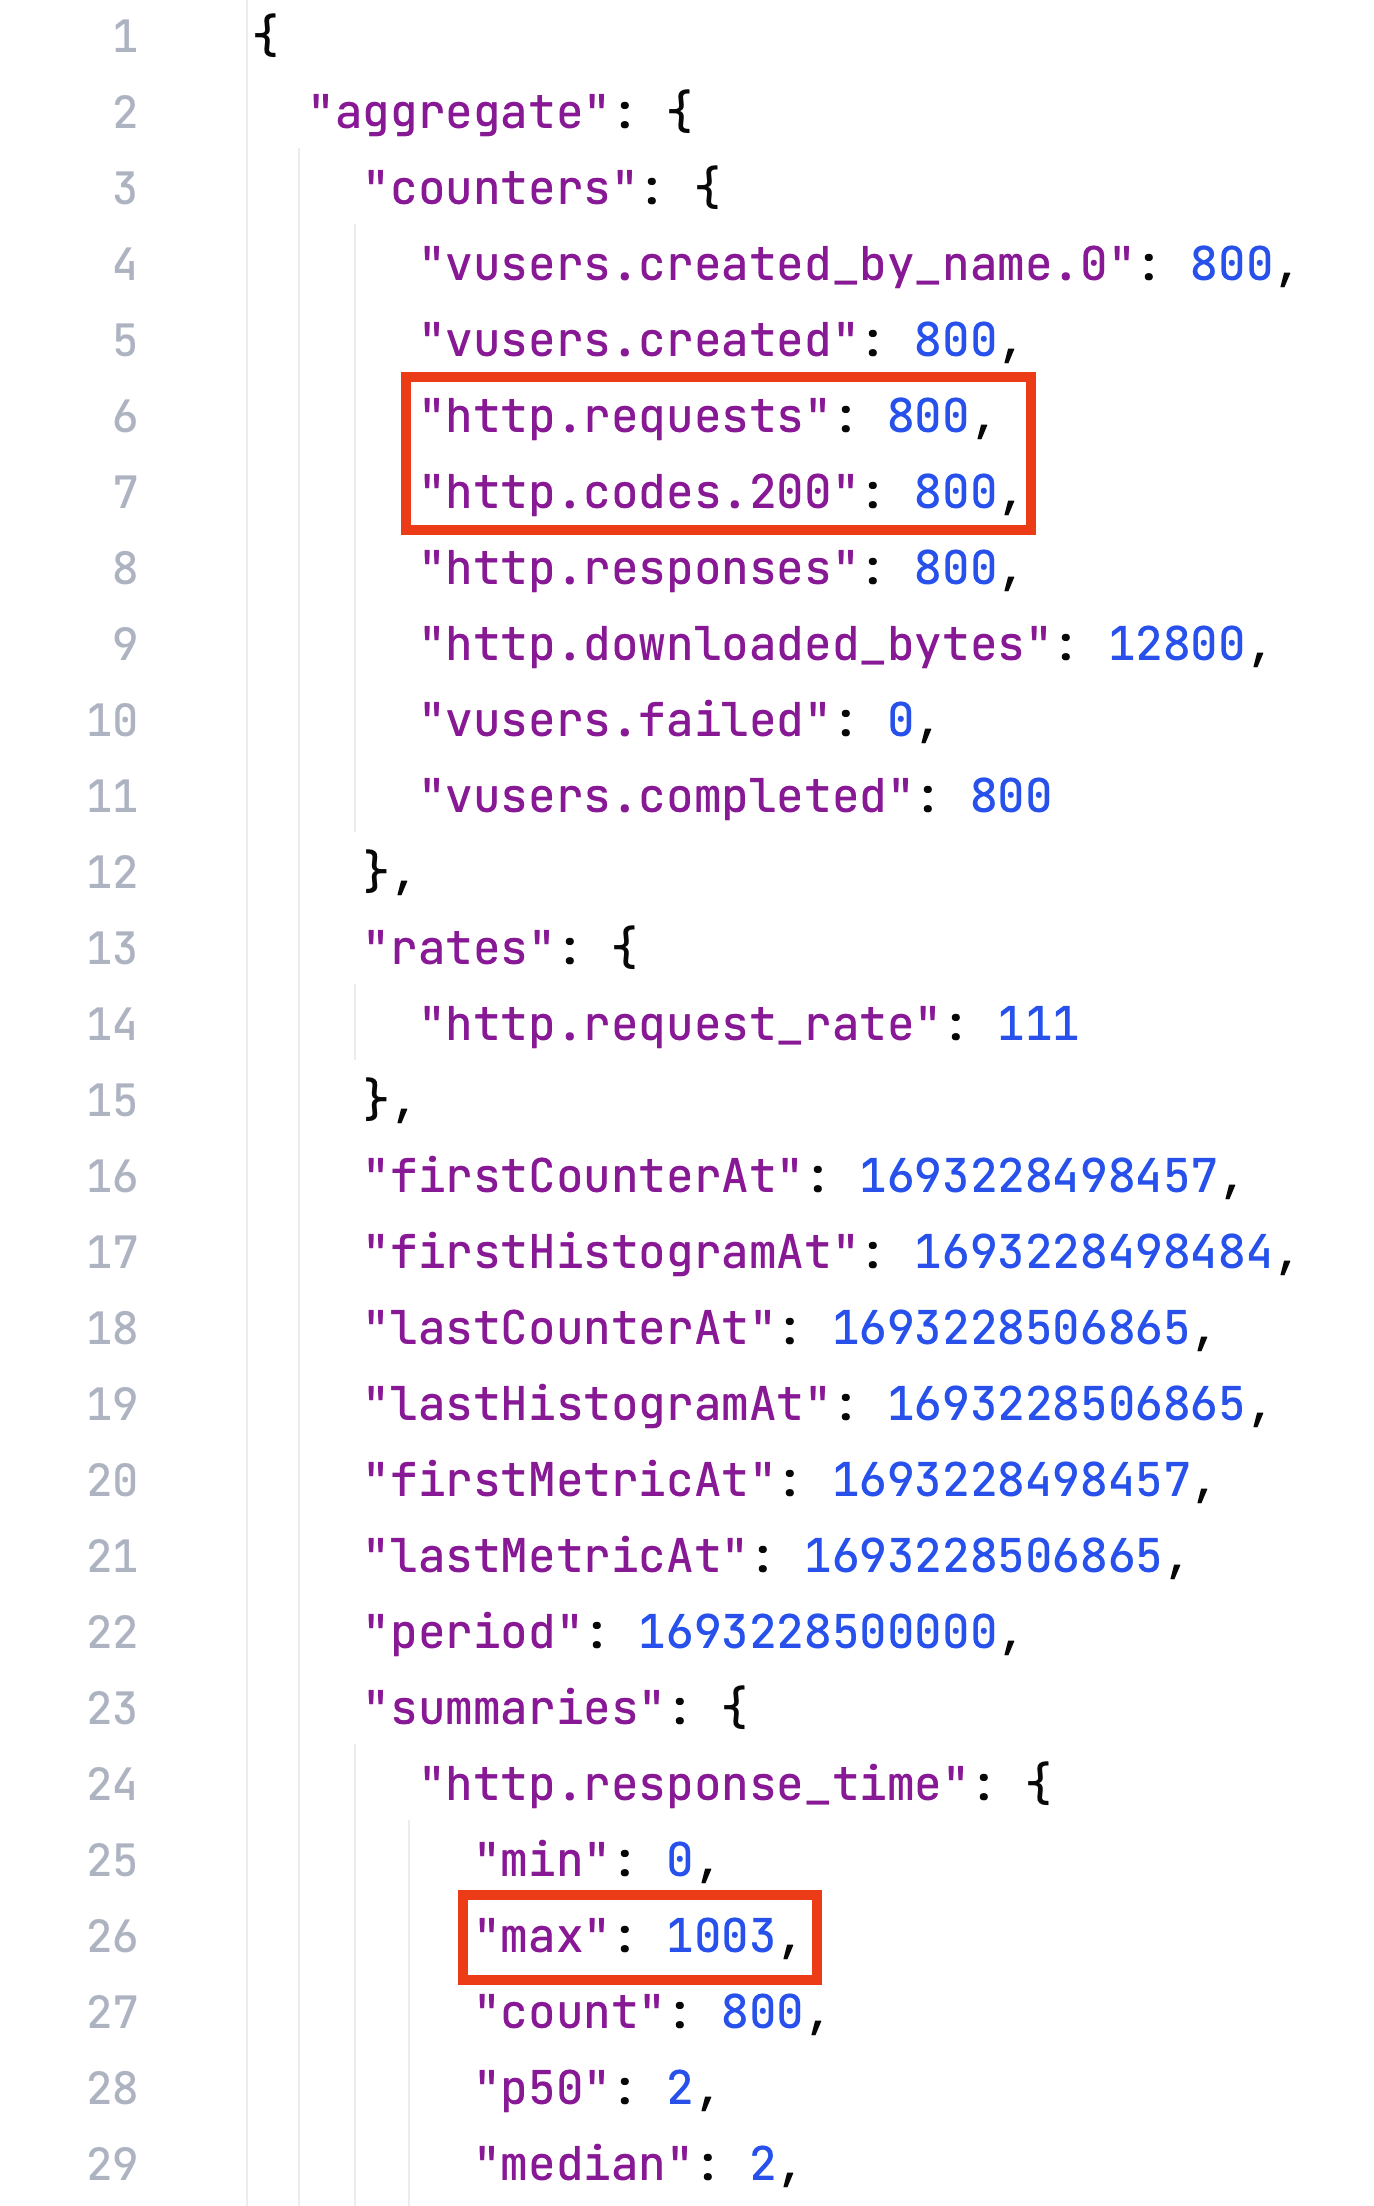 1 {
2 "aggregate": {
3 "counters": {
4 "vusers.created_by_name.0": 800,
5 "vusers.created": 800,
6 "http.requests": 800,
7 "http.codes.200": 800,
8 "http.responses": 800,
9 "http.downloaded_bytes": 12800,
10 "vusers.failed": 0,
11 "vusers.completed": 800
12 },
13 "rates": {
14 "http.request_rate": 111
15 },
16 "firstCounterAt": 1693228498457,
17 "firstHistogramAt": 1693228498484,
18 "lastCounterAt": 1693228506865,
19 "lastHistogramAt": 1693228506865,
20 "firstMetricAt": 1693228498457,
21 "lastMetricAt": 1693228506865,
22 "period": 1693228500000,
23 "summaries": {
24 "http.response_time": {
25 "min": 0,
26 "max": 1003,
27 "count": 800,
28 "p50": 2,
29 "median": 2,